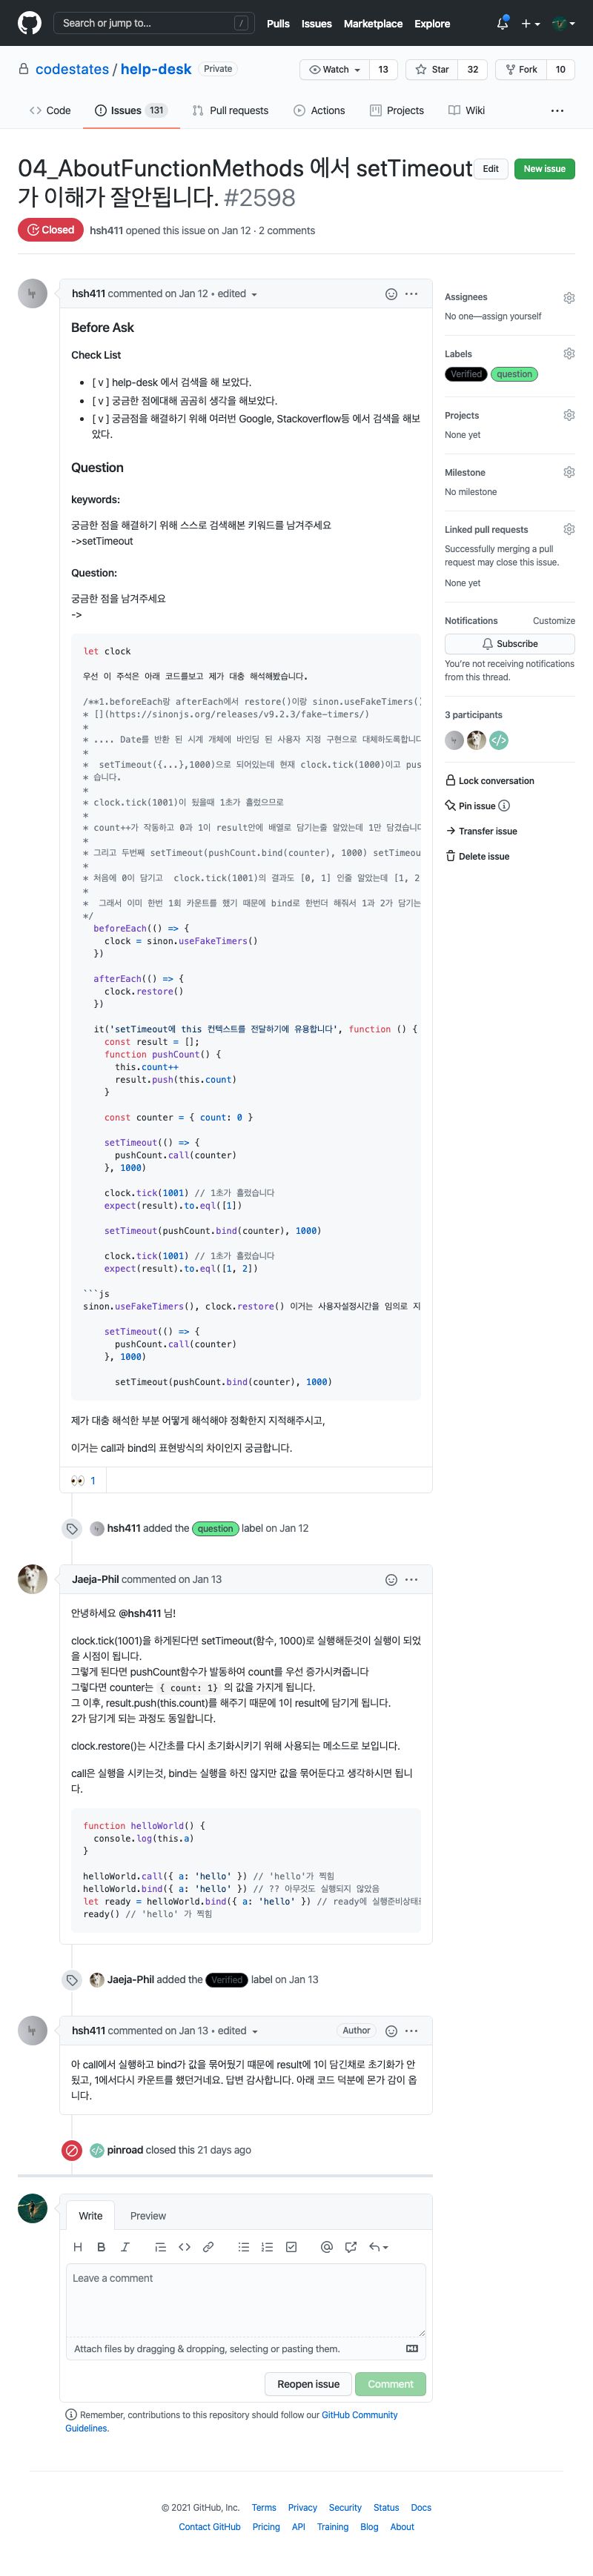 Search or jump to...
/
Pulls Issues Marketplace Explore
codestates / help-desk Private
Watch 13 Star 32 Fork 10
Code Issues 131 Pull requests Actions Projects Wiki
04_AboutFunctionMethods 에서 setTimeout
가 이해가 잘안됩니다. #2598
Edit New issue
Closed hsh411 opened this issue on Jan 12 · 2 comments
hsh411 commented on Jan 12 • edited
Before Ask
Check List
[ v ] help-desk 에서 검색을 해 보았다.
[ v ] 궁금한 점에대해 곰곰히 생각을 해보았다.
[ v ] 궁금점을 해결하기 위해 여러번 Google, Stackoverflow등 에서 검색을 해보
았다.
Question
keywords:
궁금한 점을 해결하기 위해 스스로 검색해본 키워드를 남겨주세요
->setTimeout
Question:
궁금한 점을 남겨주세요
->
let clock
우선 이 주석은 아래 코드를보고 제가 대충 해석해봤습니다.
/**1.beforeEach랑 afterEach에서 restore()이랑 sinon.useFakeTimers()
* [](https://sinonjs.org/releases/v9.2.3/fake-timers/)
*
* .... Date를 반환 된 시계 개체에 바인딩 된 사용자 지정 구현으로 대체하도록합니다
*
*  setTimeout({...},1000)으로 되어있는데 현재 clock.tick(1000)이고 pus
* 습니다.
*
* clock.tick(1001)이 됬을때 1초가 흘렀으므로
*
* count++가 작동하고 0과 1이 result안에 배열로 담기는줄 알았는데 1만 담겼습니다
*
* 그리고 두번째 setTimeout(pushCount.bind(counter), 1000) setTimeou
*
* 처음에 0이 담기고  clock.tick(1001)의 결과도 [0, 1] 인줄 알았는데 [1, 2
*
*  그래서 이미 한번 1회 카운트를 했기 때문에 bind로 한번더 해줘서 1과 2가 담기는
*/
beforeEach(() => {
clock = sinon.useFakeTimers()
})
afterEach(() => {
clock.restore()
})
it('setTimeout에 this 컨텍스트를 전달하기에 유용합니다', function () {
const result = [];
function pushCount() {
this.count++
result.push(this.count)
}
const counter = { count: 0 }
setTimeout(() => {
pushCount.call(counter)
}, 1000)
clock.tick(1001) // 1초가 흘렀습니다
expect(result).to.eql([1])
setTimeout(pushCount.bind(counter), 1000)
clock.tick(1001) // 1초가 흘렀습니다
expect(result).to.eql([1, 2])
```js
sinon.useFakeTimers(), clock.restore() 이거는 사용자설정시간을 임의로 지
setTimeout(() => {
pushCount.call(counter)
}, 1000)
setTimeout(pushCount.bind(counter), 1000)
제가 대충 해석한 부분 어떻게 해석해야 정확한지 지적해주시고,
이거는 call과 bind의 표현방식의 차이인지 궁금합니다.
👀 1
hsh411 added the question label on Jan 12
Jaeja-Phil commented on Jan 13
안녕하세요 @hsh411 님!
clock.tick(1001)을 하게된다면 setTimeout(함수, 1000)로 실행해둔것이 실행이 되었
을 시점이 됩니다.
그렇게 된다면 pushCount함수가 발동하여 count를 우선 증가시켜줍니다
그렇다면 counter는 { count: 1} 의 값을 가지게 됩니다.
그 이후, result.push(this.count)를 해주기 때문에 1이 result에 담기게 됩니다.
2가 담기게 되는 과정도 동일합니다.
clock.restore()는 시간초를 다시 초기화시키기 위해 사용되는 메소드로 보입니다.
call은 실행을 시키는것, bind는 실행을 하진 않지만 값을 묶어둔다고 생각하시면 됩니
다.
function helloWorld() {
console.log(this.a)
}
helloWorld.call({ a: 'hello' }) // 'hello'가 찍힘
helloWorld.bind({ a: 'hello' }) // ?? 아무것도 실행되지 않았음
let ready = helloWorld.bind({ a: 'hello' }) // ready에 실행준비상태로
ready() // 'hello' 가 찍힘
Jaeja-Phil added the Verified label on Jan 13
hsh411 commented on Jan 13 • edited Author
아 call에서 실행하고 bind가 값을 묶어뒀기 때문에 result에 1이 담긴채로 초기화가 안
됬고, 1에서다시 카운트를 했던거네요. 답변 감사합니다. 아래 코드 덕분에 몬가 감이 옵
니다.
pinroad closed this 21 days ago
Write Preview
Leave a comment
Attach files by dragging & dropping, selecting or pasting them.
Reopen issue Comment
Remember, contributions to this repository should follow our GitHub Community
Guidelines.
Assignees
No one—assign yourself
Labels
Verified question
Projects
None yet
Milestone
No milestone
Linked pull requests
Successfully merging a pull
request may close this issue.
None yet
Notifications Customize
Subscribe
You're not receiving notifications
from this thread.
3 participants
Lock conversation
Pin issue
Transfer issue
Delete issue
© 2021 GitHub, Inc. Terms Privacy Security Status Docs
Contact GitHub Pricing API Training Blog About